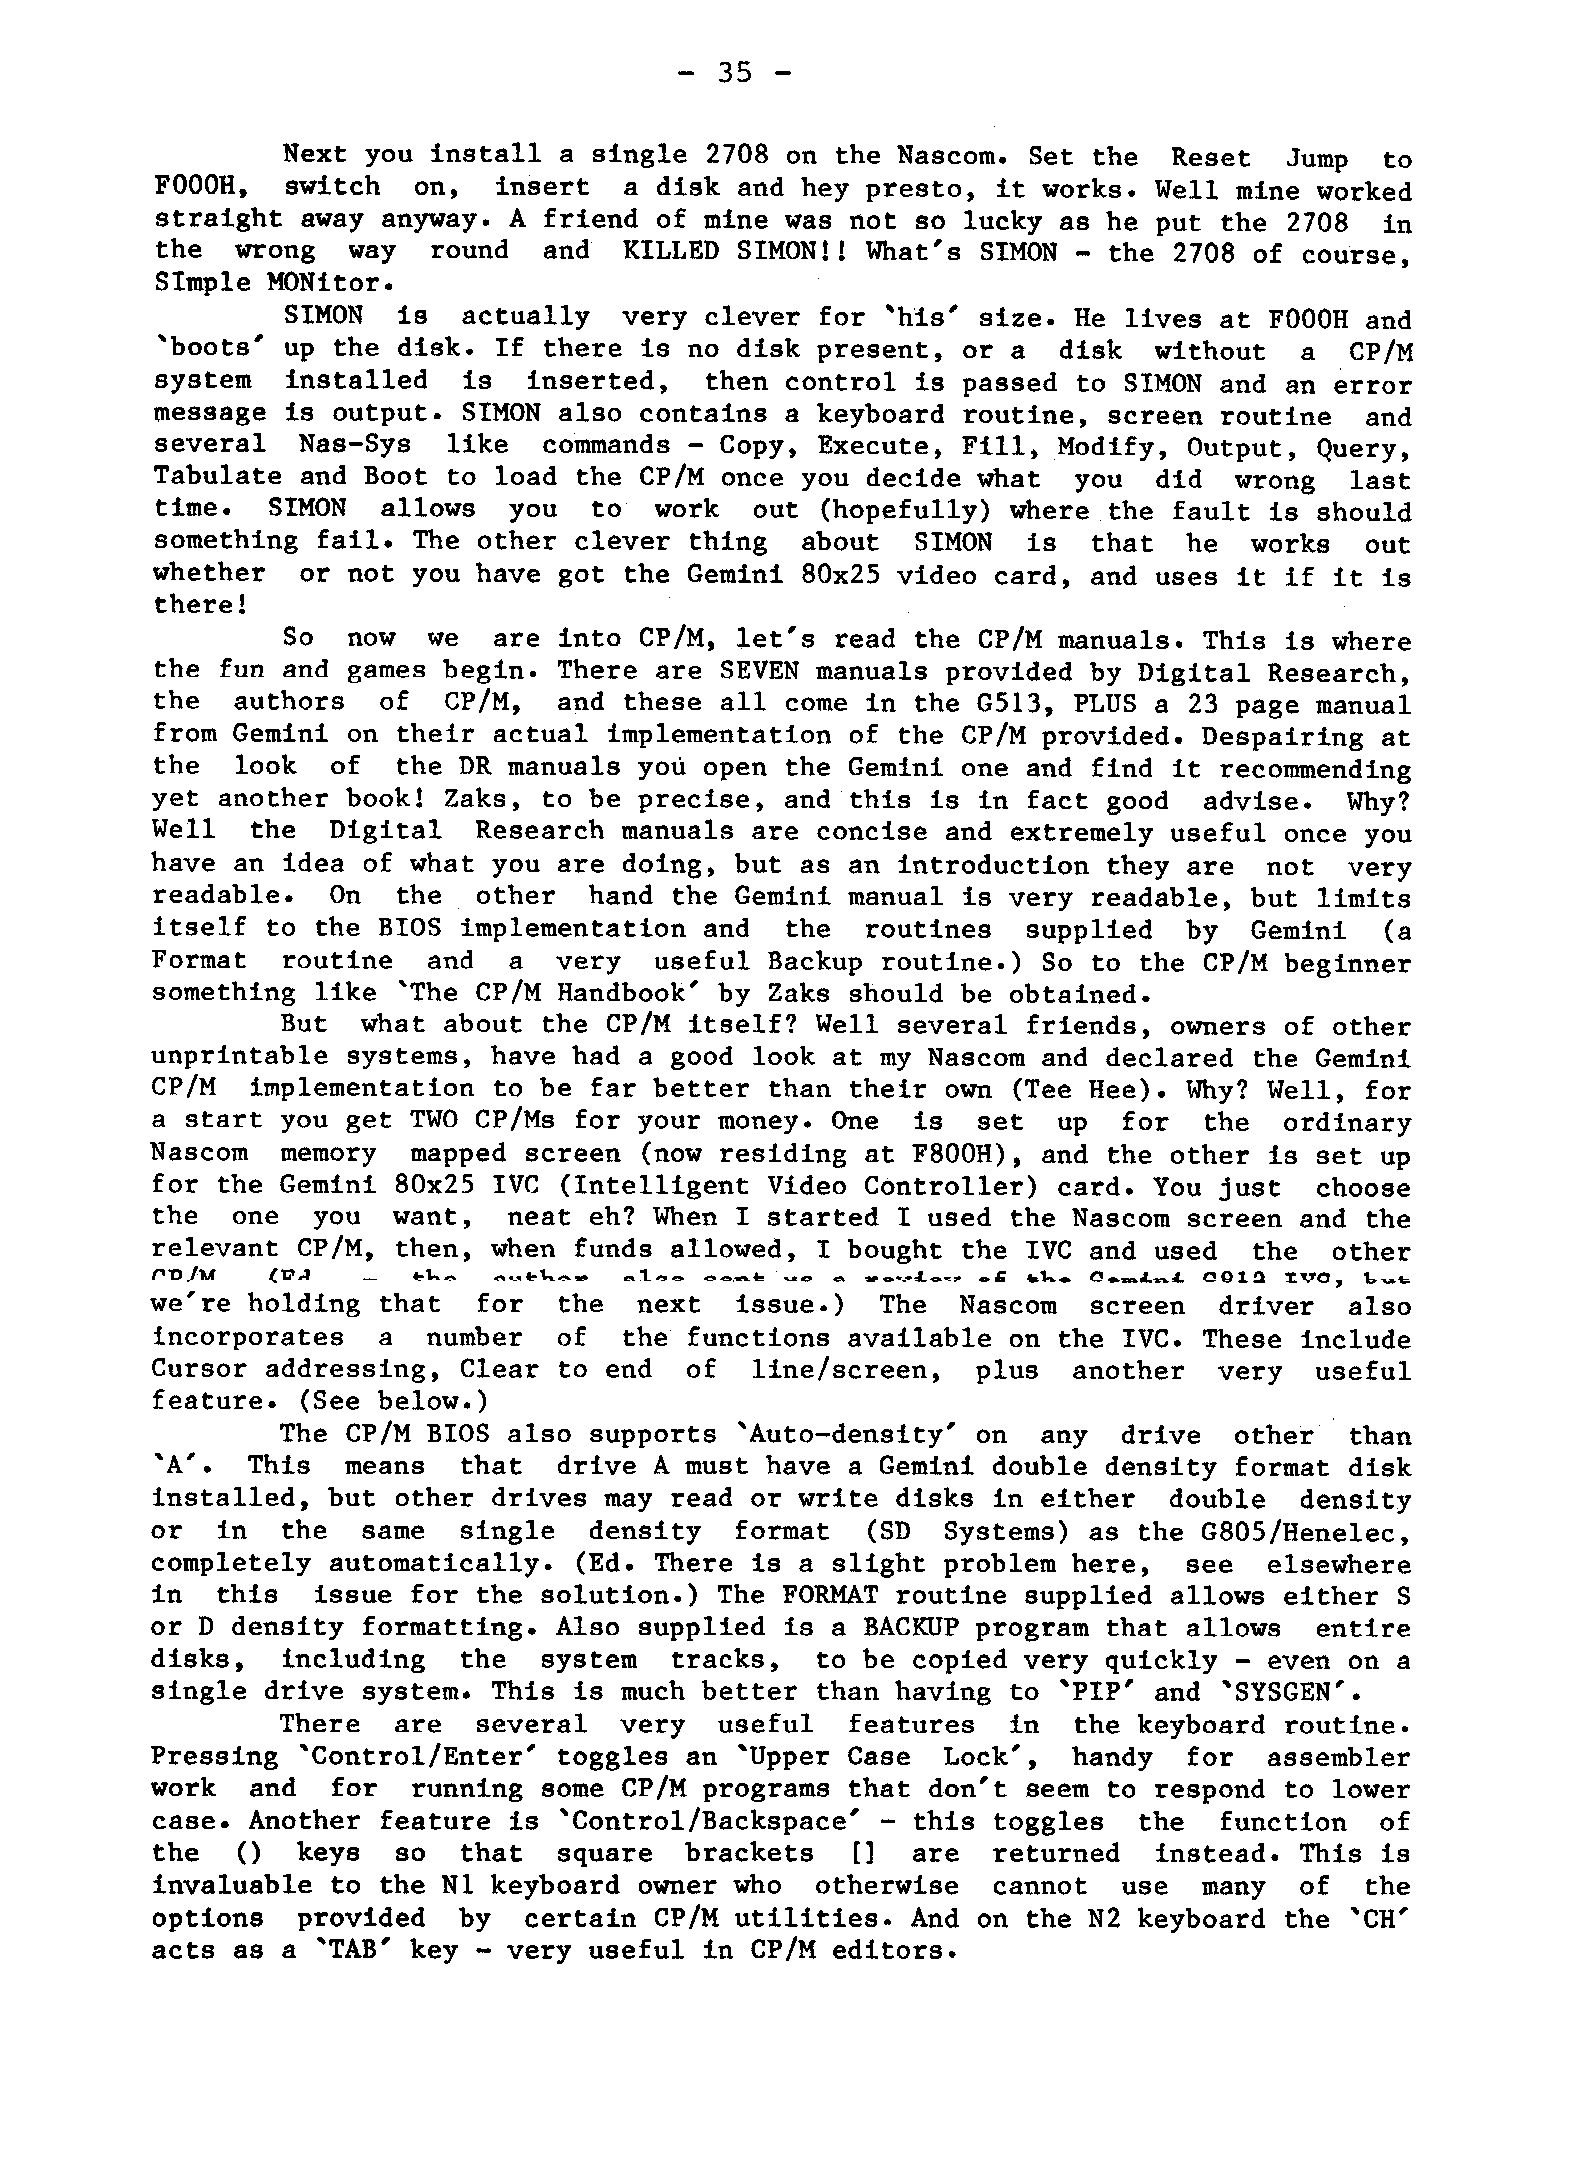 - 35 -
Next you install a single 2708 on the Nascom. Set the Reset Jump to
F000H, switch on, insert a disk and hey presto, it works. Well mine worked
straight away anyway. A friend of mine was not so lucky as he put the 2708 in
the wrong way round and KILLED SIMON!! What's SIMON - the 2708 of course,
SImple MONitor.
SIMON is actually very clever for `his' size. He lives at F000H and
`boots' up the disk. If there is no disk present, or a disk without a CP/M
system installed is inserted, then control is passed to SIMON and an error
message is output. SIMON also contains a keyboard routine, screen routine and
several Nas-Sys like commands - Copy, Execute, Fill, Modify, Output, Query,
Tabulate and Boot to load the CP/M once you decide what you did wrong last
time. SIMON allows you to work out (hopefully) where the fault is should
something fail. The other clever thing about SIMON is that he works out
whether or not you have got the Gemini 80x25 video card, and uses it if it is
there!
So now we are into CP/M, let's read the CP/M manuals. This is where
the fun and games begin. There are SEVEN manuals provided by Digital Research,
the authors of CP/M, and these all come in the G513, PLUS a 23 page manual
from Gemini on their actual implementation of the CP/M provided. Despairing at
the look of the DR manuals you open the Gemini one and find it recommending
yet another book! Zaks, to be precise, and this is in fact good advise. Why?
Well the Digital Research manuals are concise and extremely useful once you
have an idea of what you are doing, but as an introduction they are not very
readable. On the other hand the Gemini manual is very readable, but limits
itself to the BIOS implementation and the routines supplied by Gemini (a
Format routine and a very useful Backup routine.) So to the CP/M beginner
something like `The CP/M Handbook' by Zaks should be obtained.
But what about the CP/M itself? Well several friends, owners of other
unprintable systems, have had a good look at my Nascom and declared the Gemini
CP/M implementation to be far better than their own (Tee Hee). Why? Well, for
a start you get TWO CP/Ms for your money. One is set up for the ordinary
Nascom memory mapped screen (now residing at F800H), and the other is set up
for the Gemini 80x25 IVC (Intelligent Video Controller) card. You just choose
the one you want, neat eh? When I started I used the Nascom screen and the
relevant CP/M, then, when funds allowed, I bought the IVC and used the other
CP/M (Ed - the author also sent us a review of the Gemini G812 IVC, but
we're holding that for the next issue.) The Nascom screen driver also
incorporates a number of the functions available on the IVC. These include
Cursor addressing, Clear to end of line/screen, plus another very useful
feature. (See below.)
The CP/M BIOS also supports `Auto-density' on any drive other than
`A'. This means that drive A must have a Gemini double density format disk
installed, but other drives may read or write disks in either double density
or in the same single density format (SD Systems) as the G805/Henelec,
completely automatically. (Ed. There is a slight problem here, see elsewhere
in this issue for the solution.) The FORMAT routine supplied allows either S
or D density formatting. Also supplied is a BACKUP program that allows entire
disks, including the system tracks, to be copied very quickly - even on a
single drive system. This is much better than having to `PIP' and `SYSGEN'.
There are several very useful features in the keyboard routine.
Pressing `Control/Enter' toggles an `Upper Case Lock', handy for assembler
work and for running some CP/M programs that don't seem to respond to lower
case. Another feature is `Control/Backspace' - this toggles the function of
the () keys so that square brackets [] are returned instead. This is
invaluable to the N1 keyboard owner who otherwise cannot use many of the
options provided by certain CP/M utilities. And on the N2 keyboard the `CH'
acts as a `TAB' key - very useful in CP/M editors.